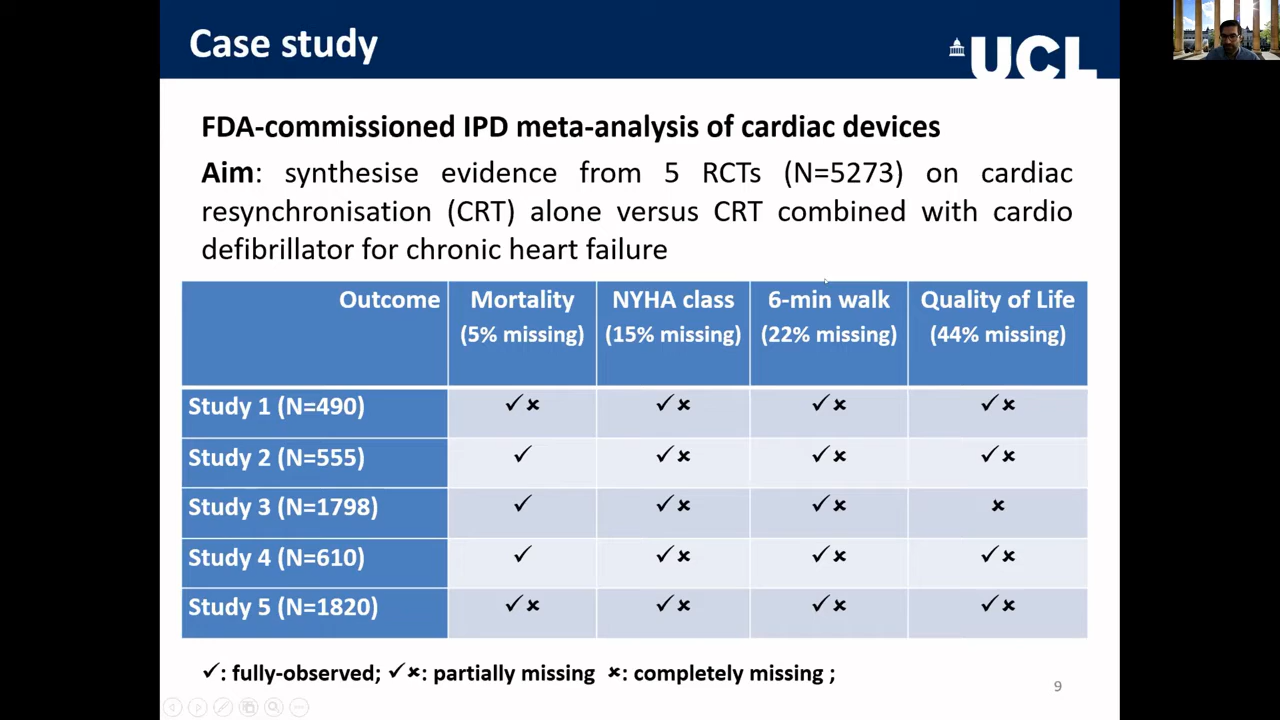 Case study
UCL
FDA-commissioned IPD meta-analysis of cardiac devices
Aim: synthesise evidence from 5 RCTs (N=5273) on cardiac
resynchronisation (CRT) alone versus CRT combined with cardio
defibrillator for chronic heart failure
Outcome Mortality NYHA class 6-min walk Quality of Life
(5% missing) (15% missing) (22% missing) (44% missing)
Study 1 (N=490) ✓× ✓× ✓× ✓×
Study 2 (N=555) ✓ ✓× ✓× ✓×
Study 3 (N=1798) ✓ ✓× ✓× ×
Study 4 (N=610) ✓ ✓× ✓× ✓×
Study 5 (N=1820) ✓× ✓× ✓× ✓×
✓: fully-observed; ✓×: partially missing ×: completely missing ;
9